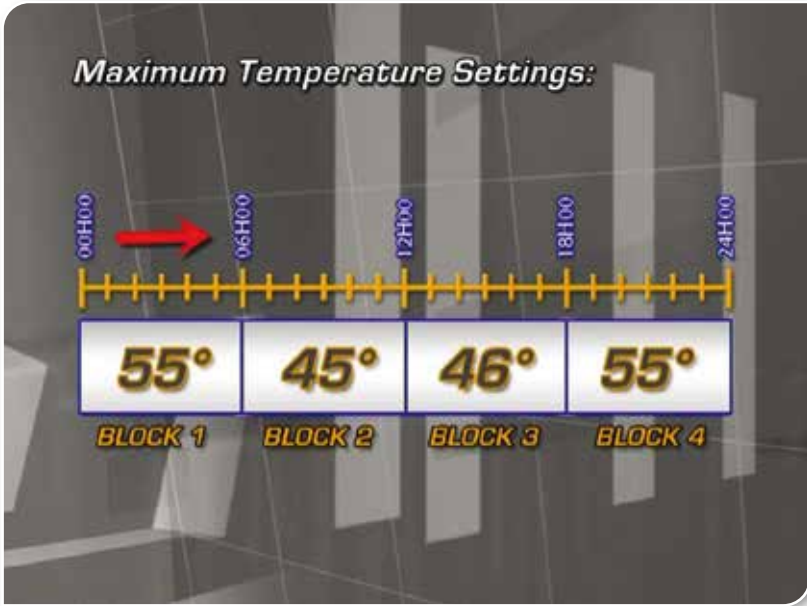 Maximum Temperature Settings:
00H00 06H00 12H00 18H00 24H00
55° 45° 46° 55°
BLOCK 1 BLOCK 2 BLOCK 3 BLOCK 4